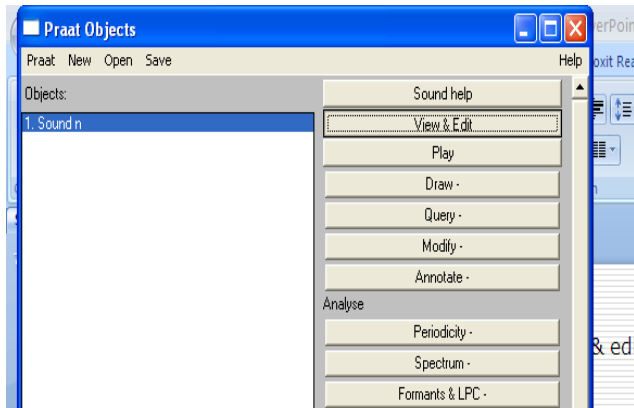 Praat Objects
Praat New Open Save Help
Objects:
1. Sound n
Sound help
View & Edit
Play
Draw -
Query -
Modify -
Annotate -
Analyse
Periodicity -
Spectrum -
Formants & LPC -
erPoin
oxit Rea
& ed